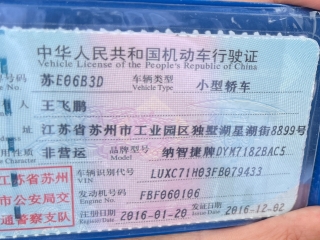 中华人民共和国机动车行驶证
Vehicle License of the People's Republic of China
号码 苏E06B3D 车辆类型 小型轿车
Vehicle Type
人 王飞鹏
江苏省苏州市工业园区独墅湖星湖街8899号
非营运 品牌型号 纳智捷牌DYM7182BAC5
Character Model
江苏省苏州 车辆识别代号 LUXC71H03FB079433
VIN
市公安局交 发动机号码 FBF060106
Engine No.
通警察支队 注册日期 2016-01-20 发证日期 2016-12-02